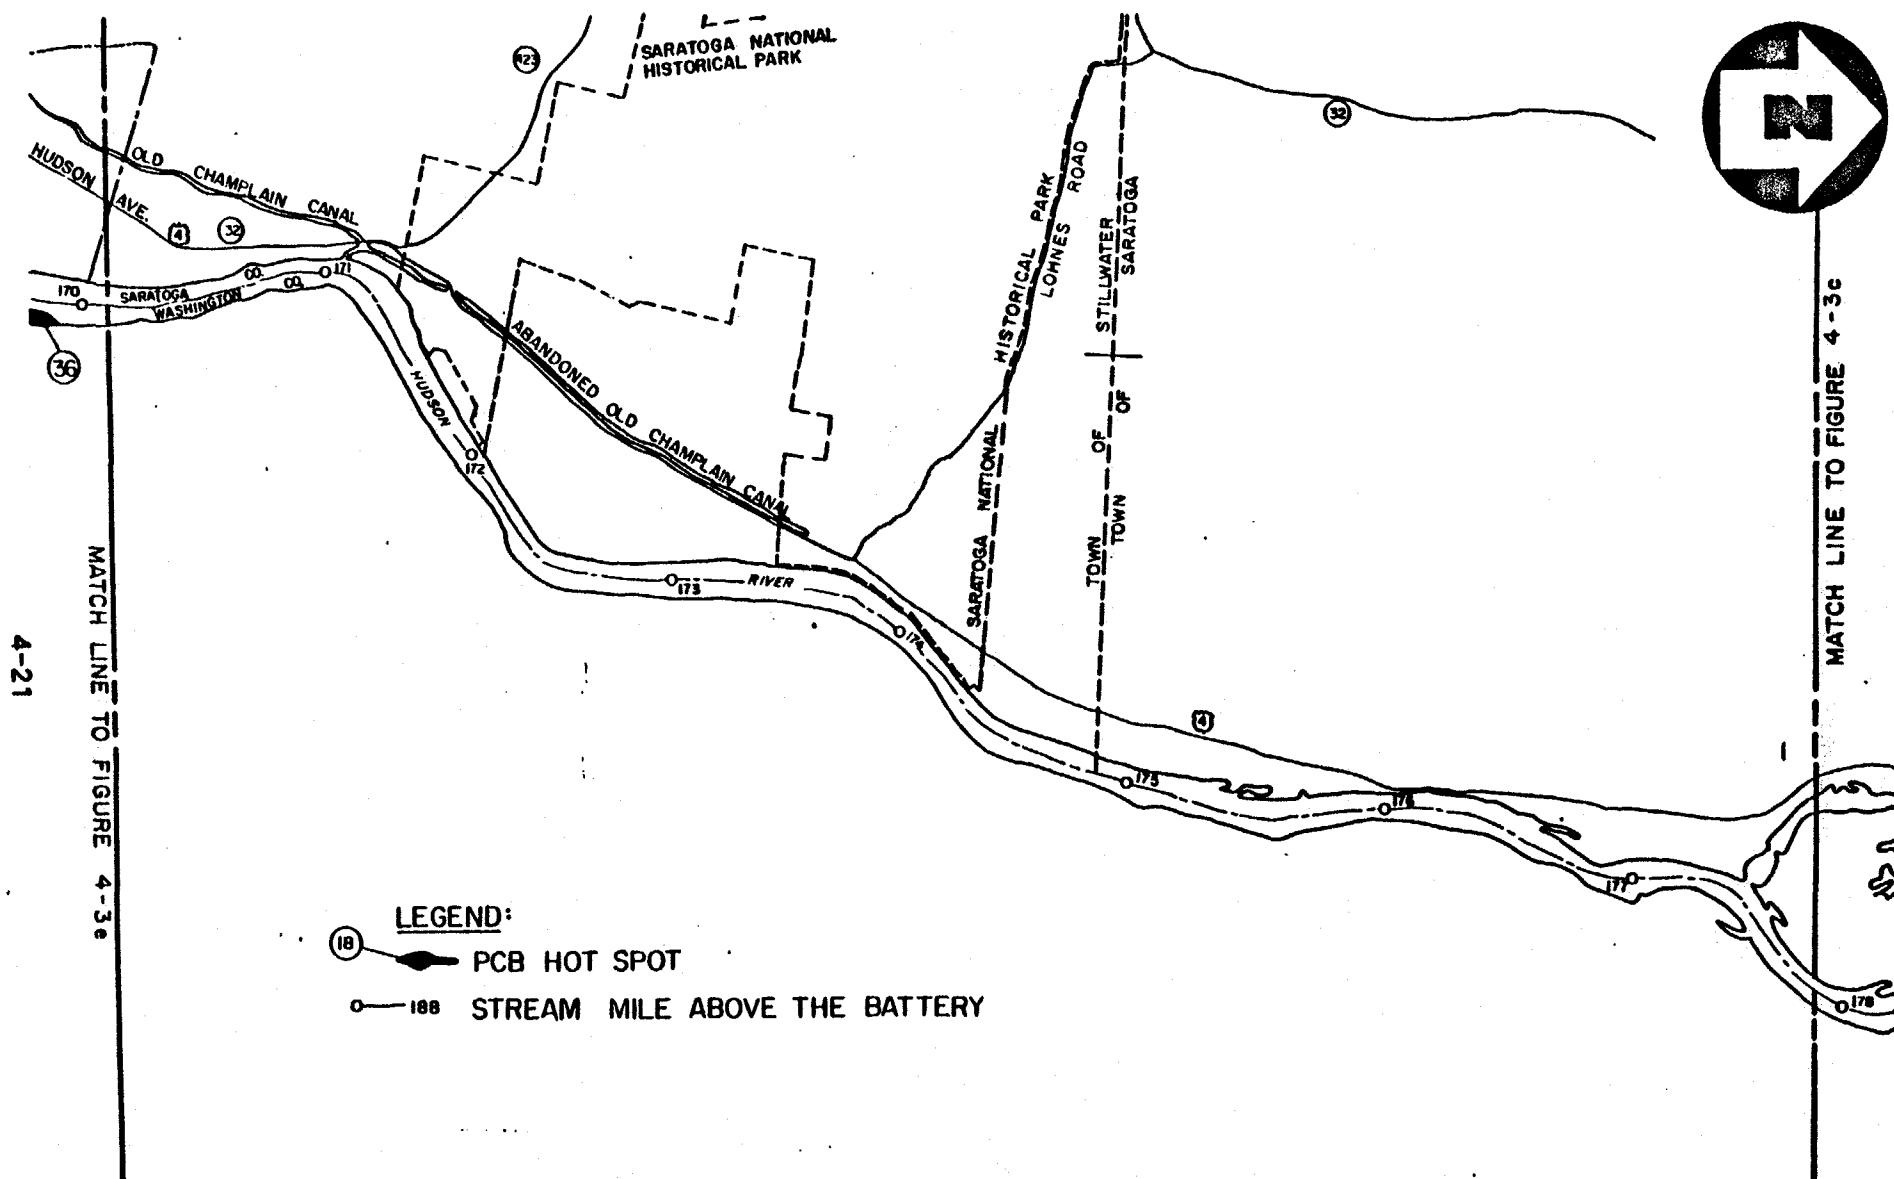 SARATOGA NATIONAL
HISTORICAL PARK
423
32
N
OLD CHAMPLAIN CANAL
HUDSON AVE.
4
32
170
171
SARATOGA CO.
WASHINGTON CO.
36
HUDSON
172
ABANDONED OLD CHAMPLAIN CANAL
173
RIVER
174
SARATOGA NATIONAL HISTORICAL PARK
LOHNES ROAD
TOWN OF STILLWATER
TOWN OF SARATOGA
4
175
176
177
178
MATCH LINE TO FIGURE 4-3c
MATCH LINE TO FIGURE 4-3e
4-21
LEGEND:
18
PCB HOT SPOT
188 STREAM MILE ABOVE THE BATTERY